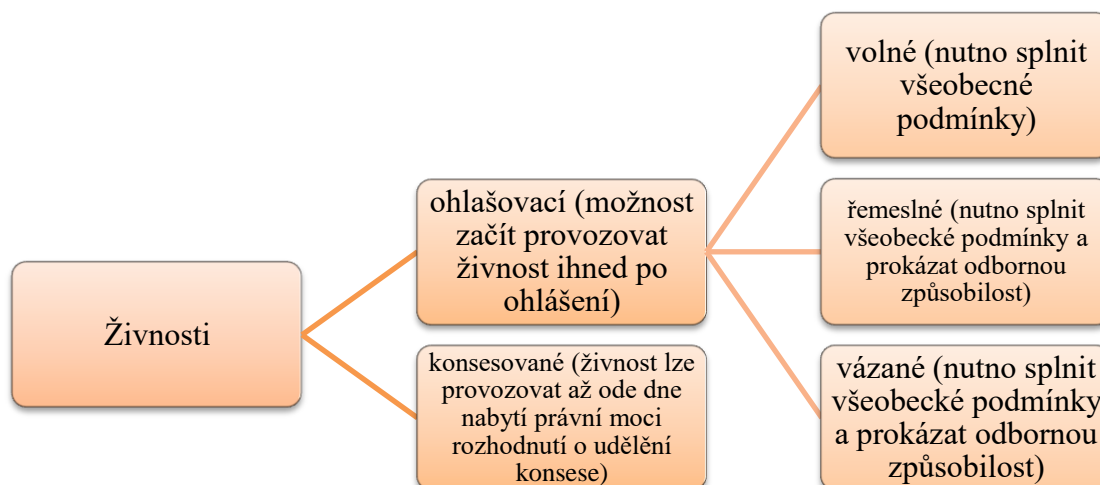 Živnosti
ohlašovací (možnost
začít provozovat
živnost ihned po
ohlášení)
konsesované (živnost lze
provozovat až ode dne
nabytí právní moci
rozhodnutí o udělění
konsese)
volné (nutno splnit
všeobecné
podmínky)
řemeslné (nutno splnit
všeobecké podmínky a
prokázat odbornou
způsobilost)
vázané (nutno splnit
všeobecké podmínky
a prokázat odbornou
způsobilost)